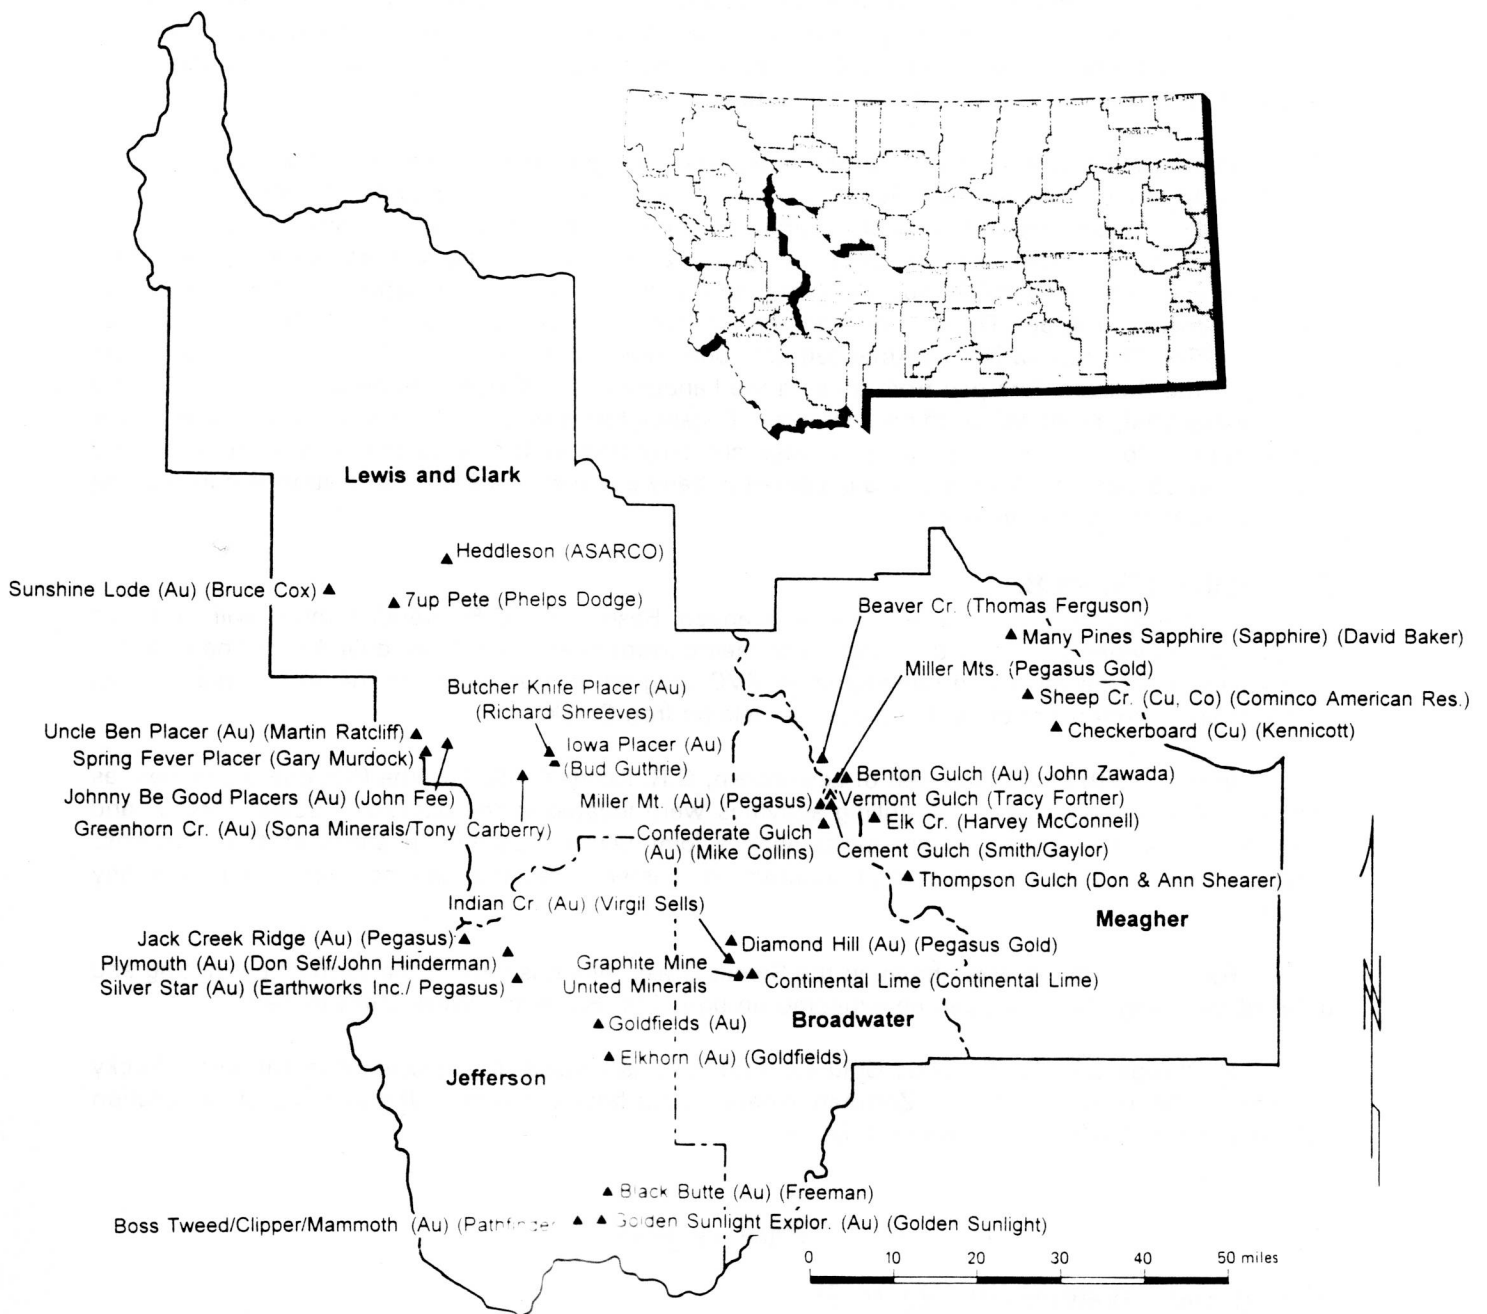 Lewis and Clark
Heddleson (ASARCO)
Sunshine Lode (Au) (Bruce Cox)
7up Pete (Phelps Dodge)
Beaver Cr. (Thomas Ferguson)
Many Pines Sapphire (Sapphire) (David Baker)
Miller Mts. (Pegasus Gold)
Butcher Knife Placer (Au)
(Richard Shreeves)
Sheep Cr. (Cu, Co) (Cominco American Res.)
Uncle Ben Placer (Au) (Martin Ratcliff)
Checkerboard (Cu) (Kennicott)
Spring Fever Placer (Gary Murdock)
Iowa Placer (Au)
(Bud Guthrie)
Benton Gulch (Au) (John Zawada)
Johnny Be Good Placers (Au) (John Fee)
Miller Mt. (Au) (Pegasus)
Vermont Gulch (Tracy Fortner)
Greenhorn Cr. (Au) (Sona Minerals/Tony Carberry)
Elk Cr. (Harvey McConnell)
Confederate Gulch
(Au) (Mike Collins)
Cement Gulch (Smith/Gaylor)
Thompson Gulch (Don & Ann Shearer)
Indian Cr. (Au) (Virgil Sells)
Meagher
Jack Creek Ridge (Au) (Pegasus)
Diamond Hill (Au) (Pegasus Gold)
Plymouth (Au) (Don Self/John Hinderman)
Graphite Mine
United Minerals
Silver Star (Au) (Earthworks Inc./ Pegasus)
Continental Lime (Continental Lime)
Broadwater
Goldfields (Au)
Elkhorn (Au) (Goldfields)
Jefferson
Black Butte (Au) (Freeman)
Boss Tweed/Clipper/Mammoth (Au) (Pathfinder
Golden Sunlight Explor. (Au) (Golden Sunlight)
0 10 20 30 40 50 miles
N